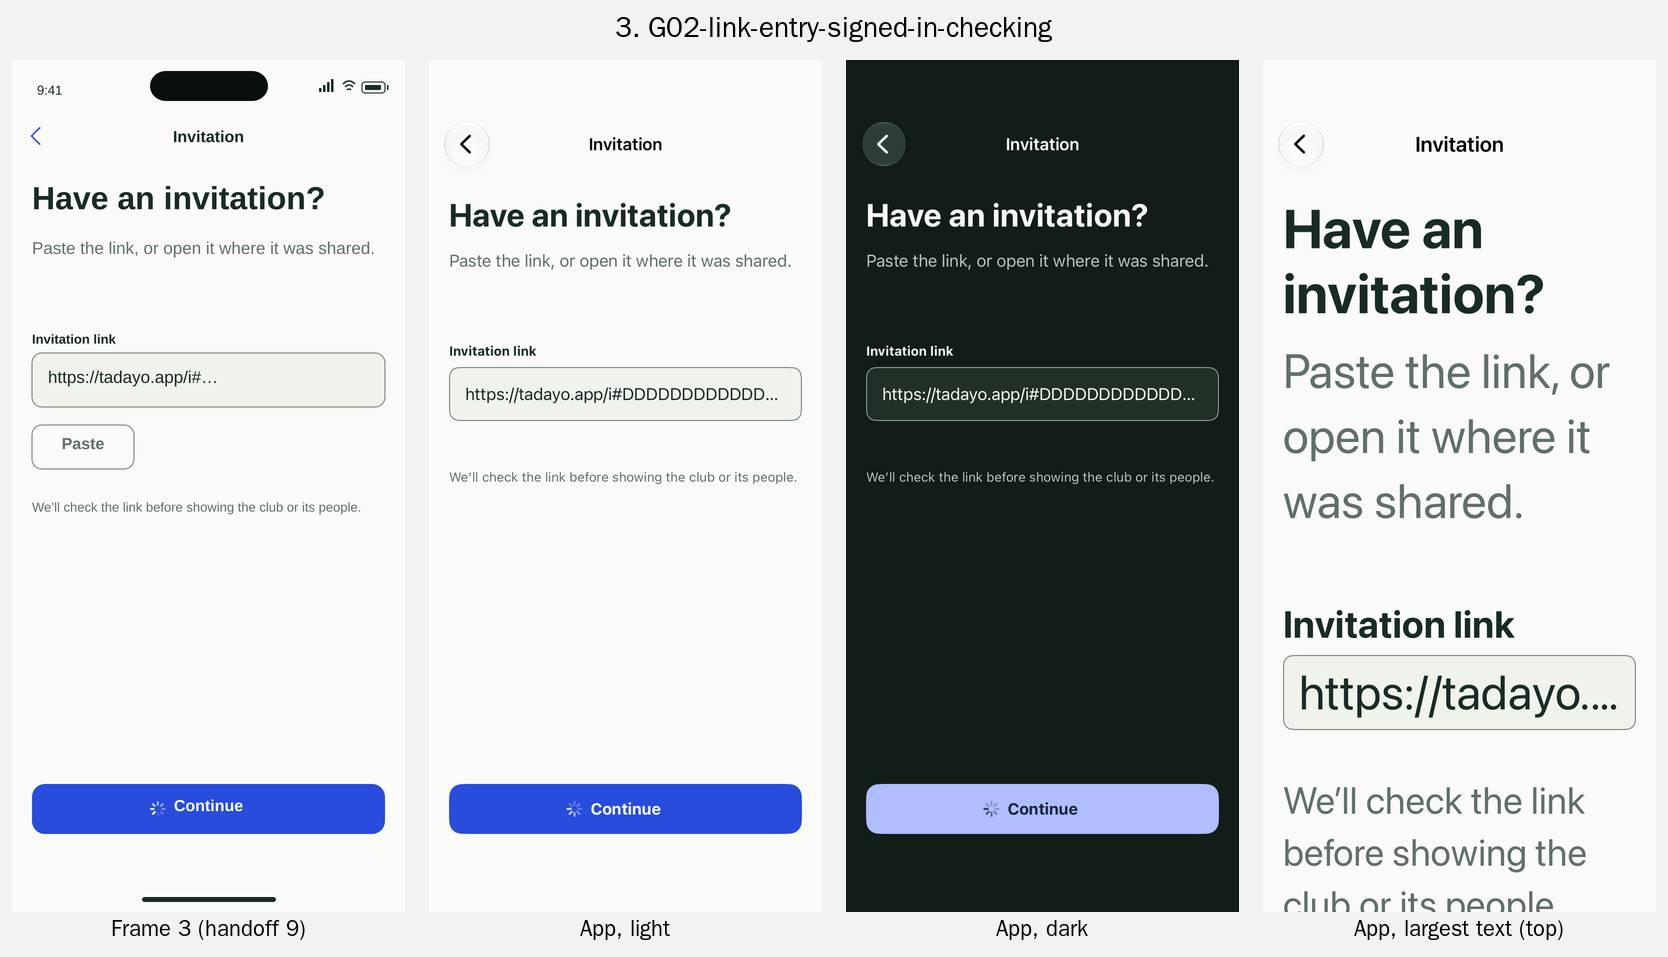 3. G02-link-entry-signed-in-checking
9:41
Invitation
Have an invitation?
Paste the link, or open it where it was shared.
Invitation link
https://tadayo.app/i#…
Paste
We'll check the link before showing the club or its people.
Continue
Frame 3 (handoff 9)
Invitation
Have an invitation?
Paste the link, or open it where it was shared.
Invitation link
https://tadayo.app/i#DDDDDDDDDDDD...
We'll check the link before showing the club or its people.
Continue
App, light
Invitation
Have an invitation?
Paste the link, or open it where it was shared.
Invitation link
https://tadayo.app/i#DDDDDDDDDDDD...
We'll check the link before showing the club or its people.
Continue
App, dark
Invitation
Have an
invitation?
Paste the link, or
open it where it
was shared.
Invitation link
https://tadayo....
We'll check the link
before showing the
club or its people
App, largest text (top)